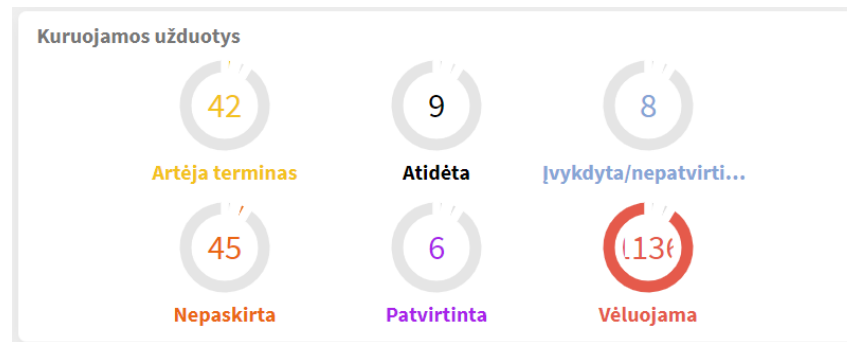 Kuruojamos užduotys
42 9 8
Artėja terminas Atidėta Įvykdyta/nepatvirti...
45 6
Nepaskirta Patvirtinta Vėluojama